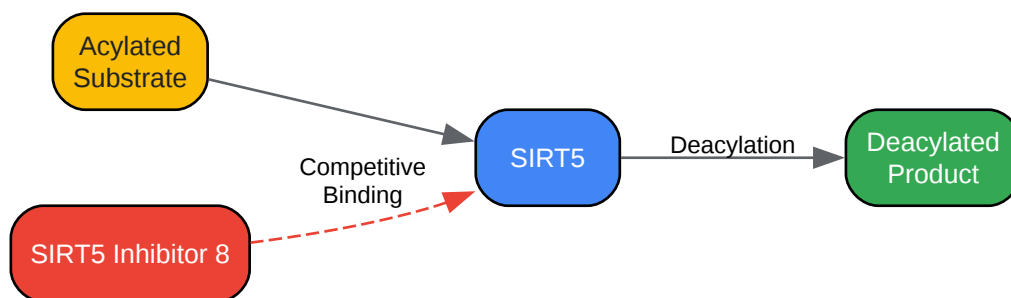 Acylated
Substrate
SIRT5
Deacylation
Deacylated
Product
Competitive
Binding
SIRT5 Inhibitor 8